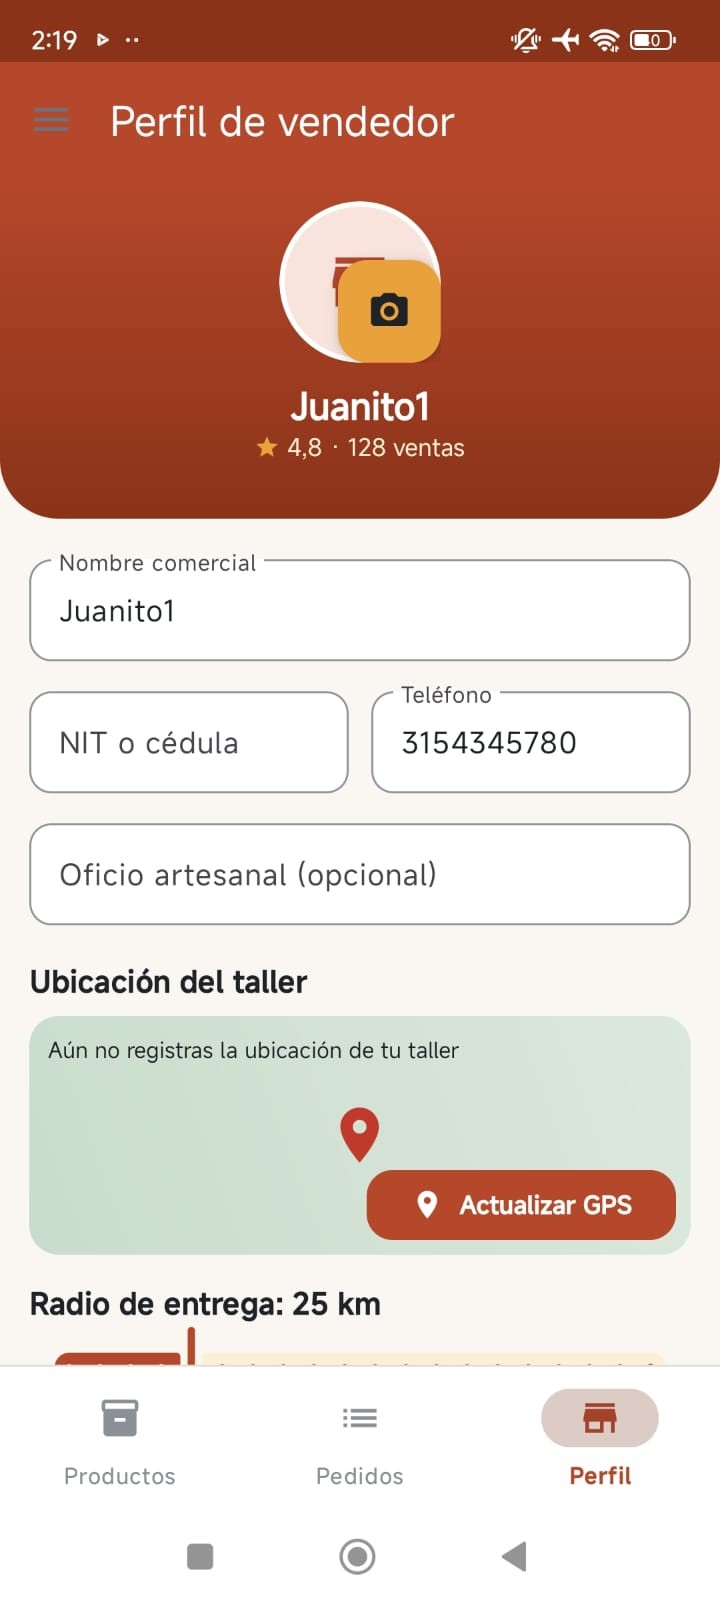 2:19
0
Perfil de vendedor
Juanito1
4,8 · 128 ventas
Nombre comercial
Juanito1
NIT o cédula
Teléfono
3154345780
Oficio artesanal (opcional)
Ubicación del taller
Aún no registras la ubicación de tu taller
Actualizar GPS
Radio de entrega: 25 km
Productos
Pedidos
Perfil